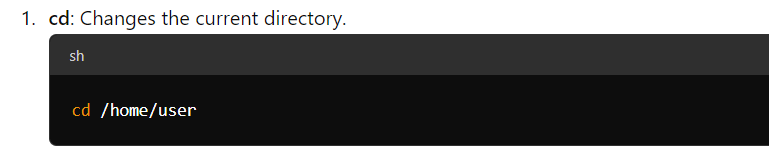 1. cd: Changes the current directory.
sh
cd /home/user